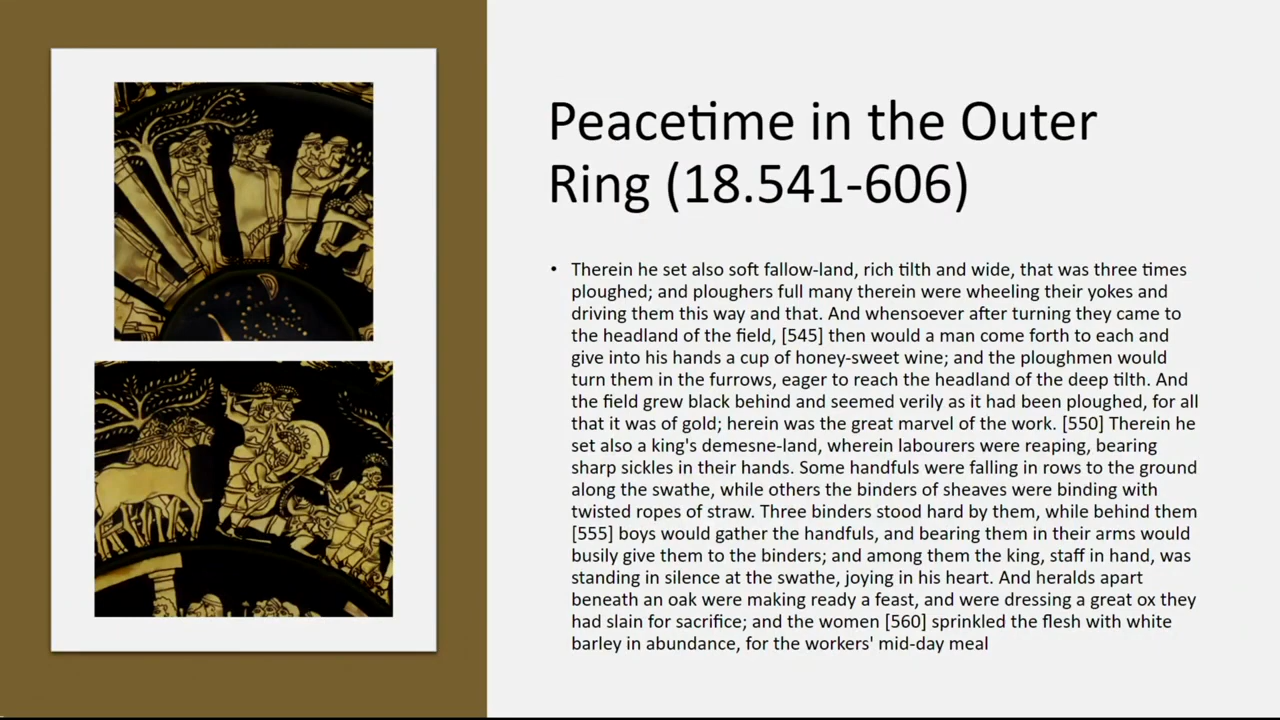 Peacetime in the Outer
Ring (18.541-606)
• Therein he set also soft fallow-land, rich tilth and wide, that was three times
ploughed; and ploughers full many therein were wheeling their yokes and
driving them this way and that. And whensoever after turning they came to
the headland of the field, [545] then would a man come forth to each and
give into his hands a cup of honey-sweet wine; and the ploughmen would
turn them in the furrows, eager to reach the headland of the deep tilth. And
the field grew black behind and seemed verily as it had been ploughed, for all
that it was of gold; herein was the great marvel of the work. [550] Therein he
set also a king's demesne-land, wherein labourers were reaping, bearing
sharp sickles in their hands. Some handfuls were falling in rows to the ground
along the swathe, while others the binders of sheaves were binding with
twisted ropes of straw. Three binders stood hard by them, while behind them
[555] boys would gather the handfuls, and bearing them in their arms would
busily give them to the binders; and among them the king, staff in hand, was
standing in silence at the swathe, joying in his heart. And heralds apart
beneath an oak were making ready a feast, and were dressing a great ox they
had slain for sacrifice; and the women [560] sprinkled the flesh with white
barley in abundance, for the workers' mid-day meal